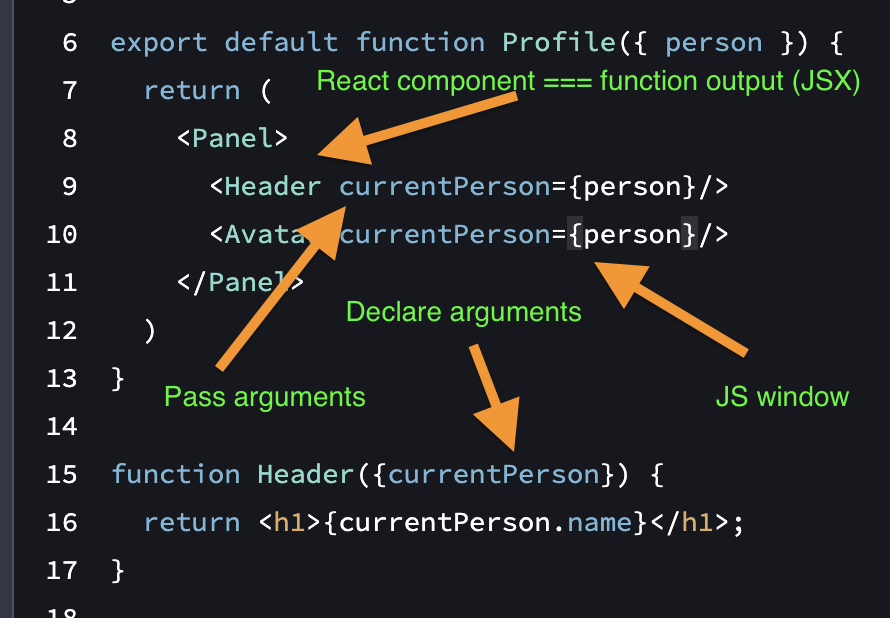 6 export default function Profile({ person }) {
React component === function output (JSX)
7 return (
8 <Panel>
9 <Header currentPerson={person}/>
10 <Avata currentPerson={person}/>
11 </Panel>
Declare arguments
12 )
13 }
Pass arguments
JS window
14
15 function Header({currentPerson}) {
16 return <h1>{currentPerson.name}</h1>;
17 }
18